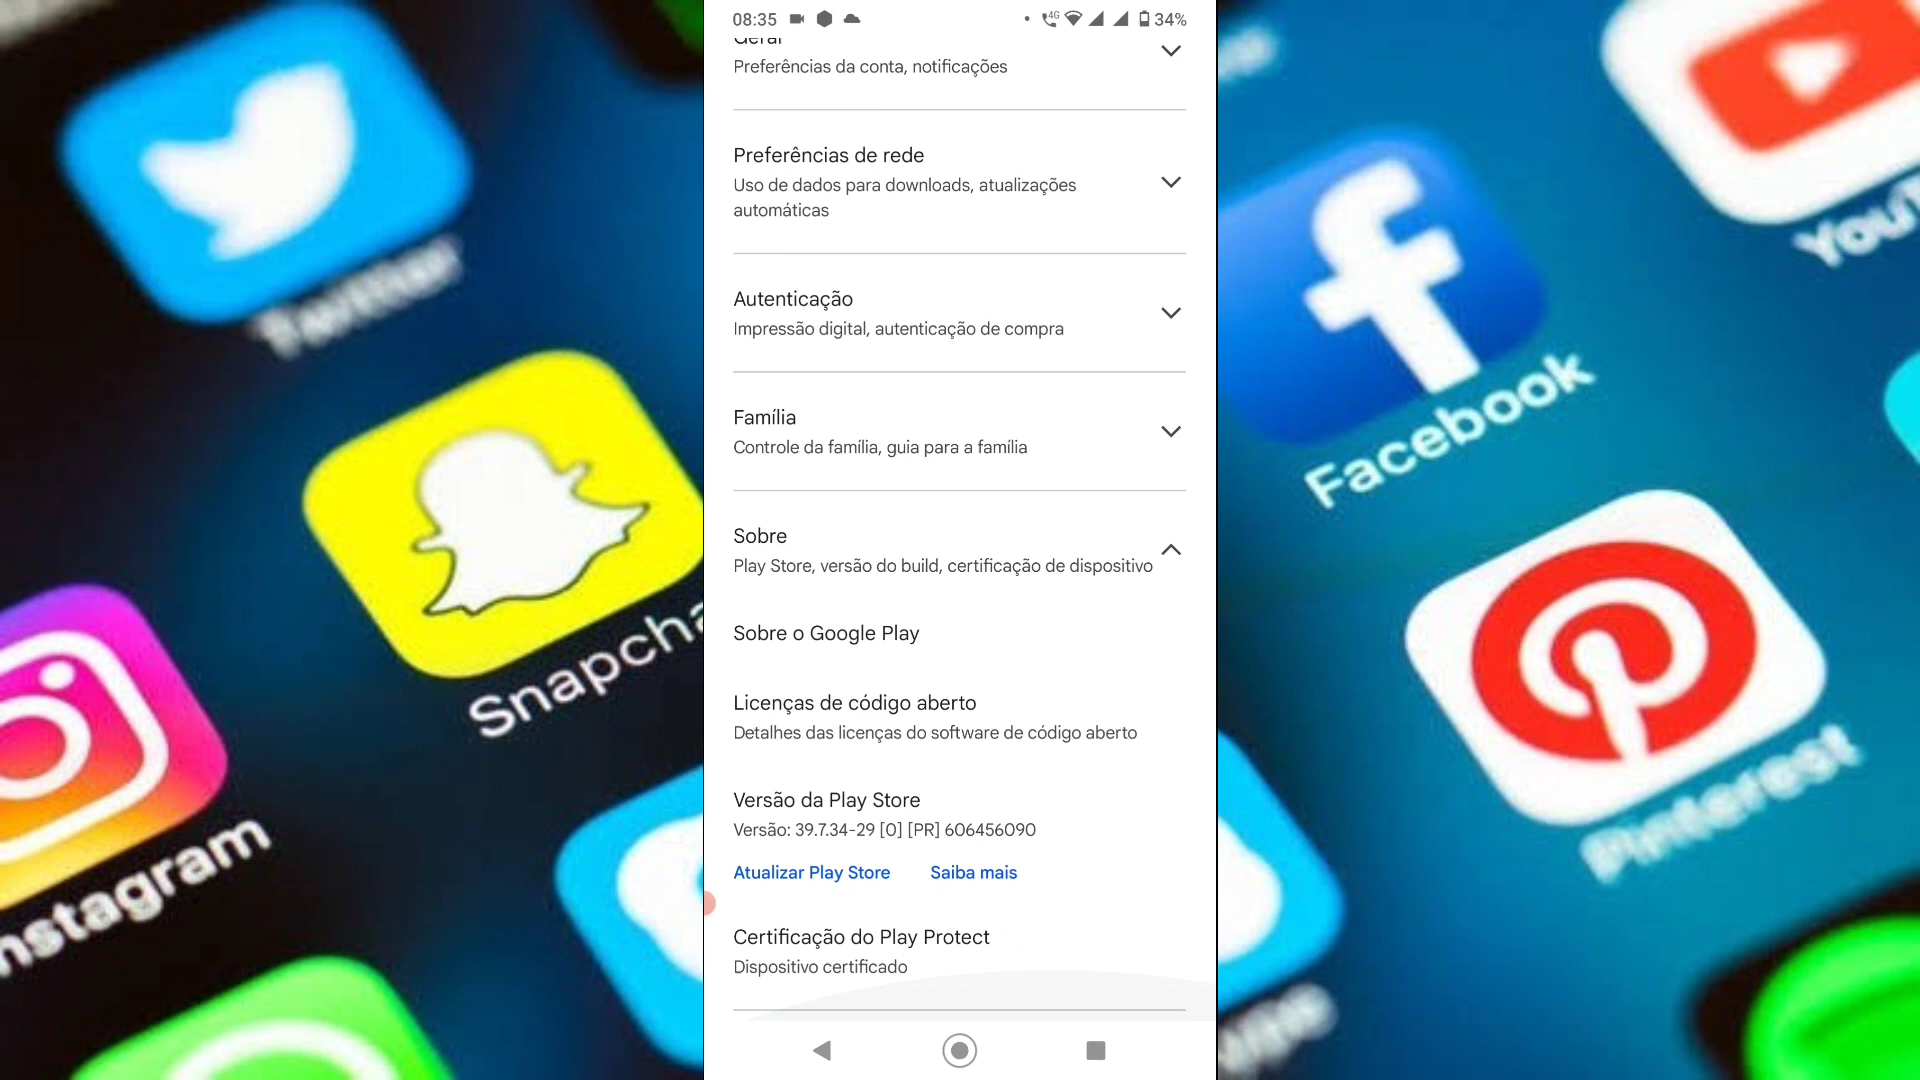 08:35
4G
34%
Geral
Preferências da conta, notificações
Preferências de rede
Uso de dados para downloads, atualizações
automáticas
Autenticação
Impressão digital, autenticação de compra
Família
Controle da família, guia para a família
Sobre
Play Store, versão do build, certificação de dispositivo
Sobre o Google Play
Licenças de código aberto
Detalhes das licenças do software de código aberto
Versão da Play Store
Versão: 39.7.34-29 [0] [PR] 606456090
Atualizar Play Store Saiba mais
Certificação do Play Protect
Dispositivo certificado
Twitter
Snapcha
nstagram
YouT
Facebook
Pinterest